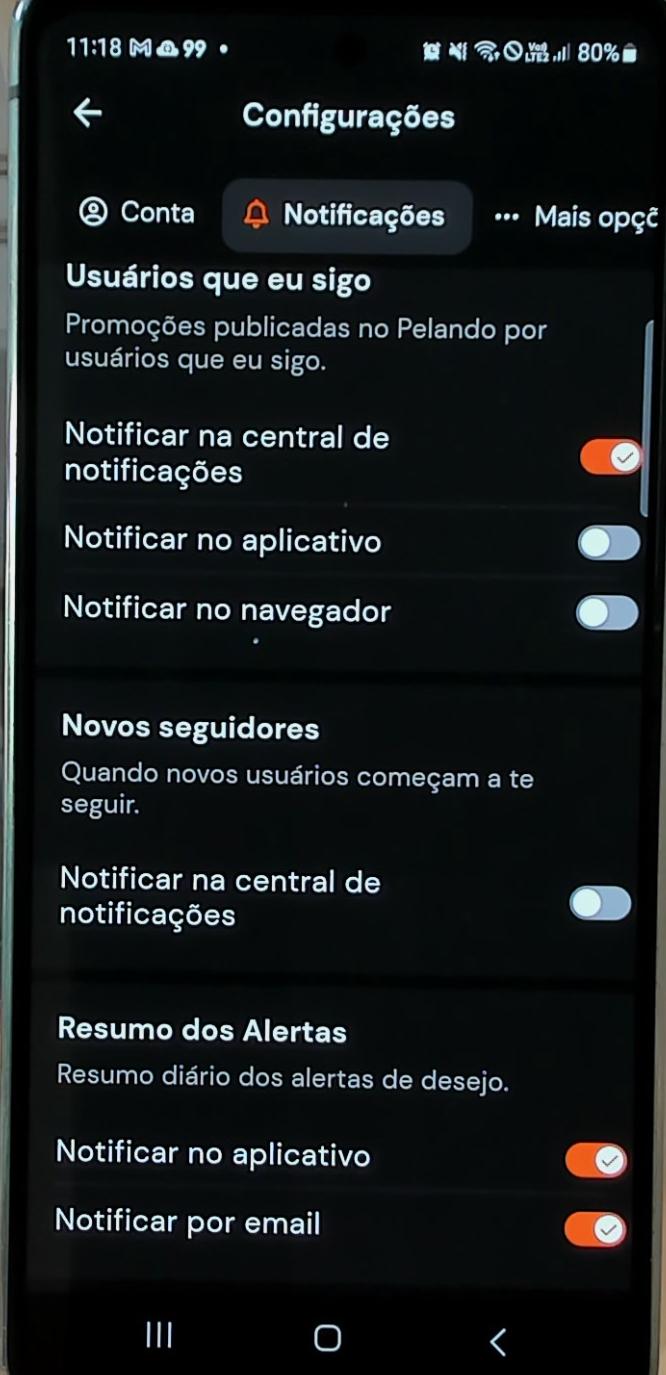 11:18 M 99
VoD LTE2 80%
Configurações
Conta Notificações Mais opçõ
Usuários que eu sigo
Promoções publicadas no Pelando por
usuários que eu sigo.
Notificar na central de
notificações
Notificar no aplicativo
Notificar no navegador
Novos seguidores
Quando novos usuários começam a te
seguir.
Notificar na central de
notificações
Resumo dos Alertas
Resumo diário dos alertas de desejo.
Notificar no aplicativo
Notificar por email